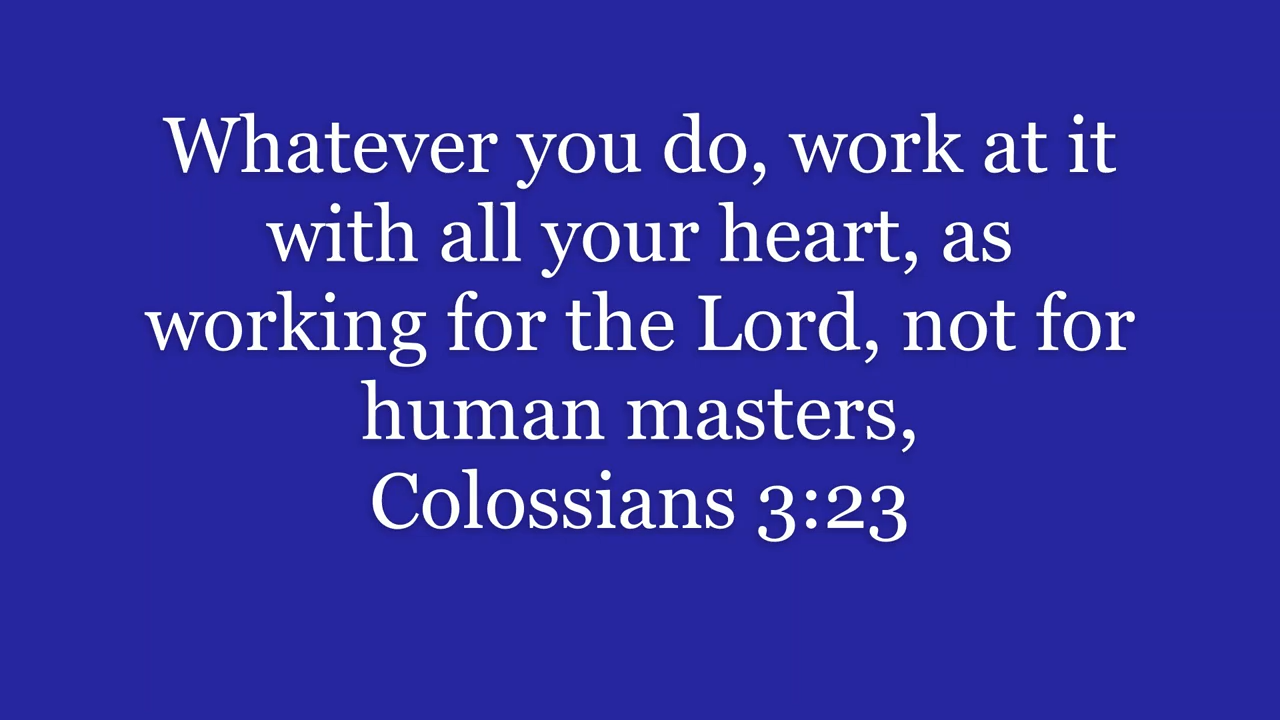 Whatever you do, work at it
with all your heart, as
working for the Lord, not for
human masters,
Colossians 3:23